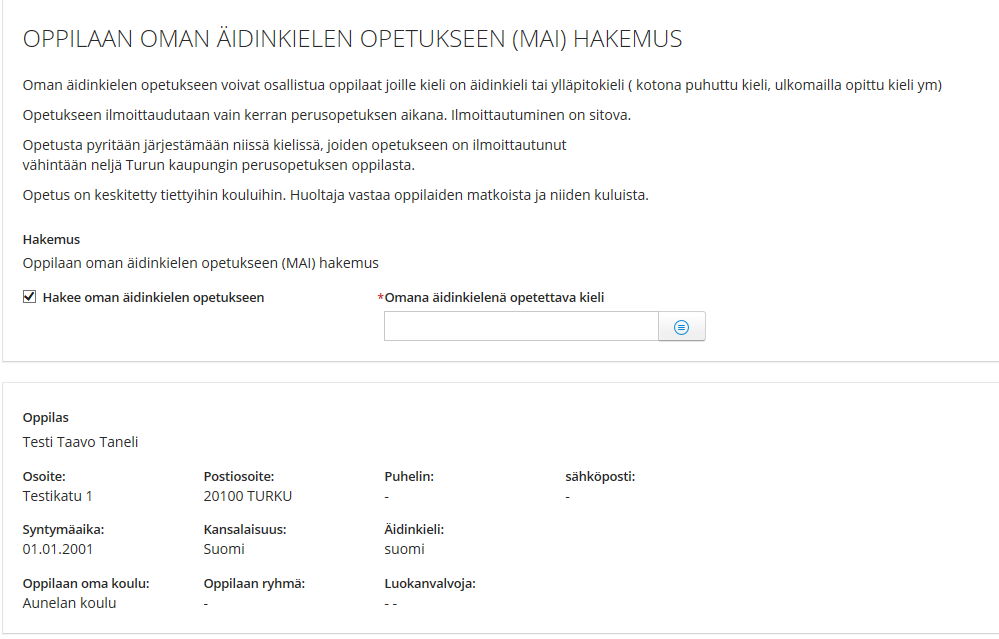 OPPILAAN OMAN ÄIDINKIELEN OPETUKSEEN (MAI) HAKEMUS
Oman äidinkielen opetukseen voivat osallistua oppilaat joille kieli on äidinkieli tai ylläpitokieli ( kotona puhuttu kieli, ulkomailla opittu kieli ym)
Opetukseen ilmoittaudutaan vain kerran perusopetuksen aikana. Ilmoittautuminen on sitova.
Opetusta pyritään järjestämään niissä kielissä, joiden opetukseen on ilmoittautunut
vähintään neljä Turun kaupungin perusopetuksen oppilasta.
Opetus on keskitetty tiettyihin kouluihin. Huoltaja vastaa oppilaiden matkoista ja niiden kuluista.
Hakemus
Oppilaan oman äidinkielen opetukseen (MAI) hakemus
Hakee oman äidinkielen opetukseen *Omana äidinkielenä opetettava kieli
Oppilas
Testi Taavo Taneli
Osoite: Postiosoite: Puhelin: sähköposti:
Testikatu 1 20100 TURKU - -
Syntymäaika: Kansalaisuus: Äidinkieli:
01.01.2001 Suomi suomi
Oppilaan oma koulu: Oppilaan ryhmä: Luokanvalvoja:
Aunelan koulu - - -